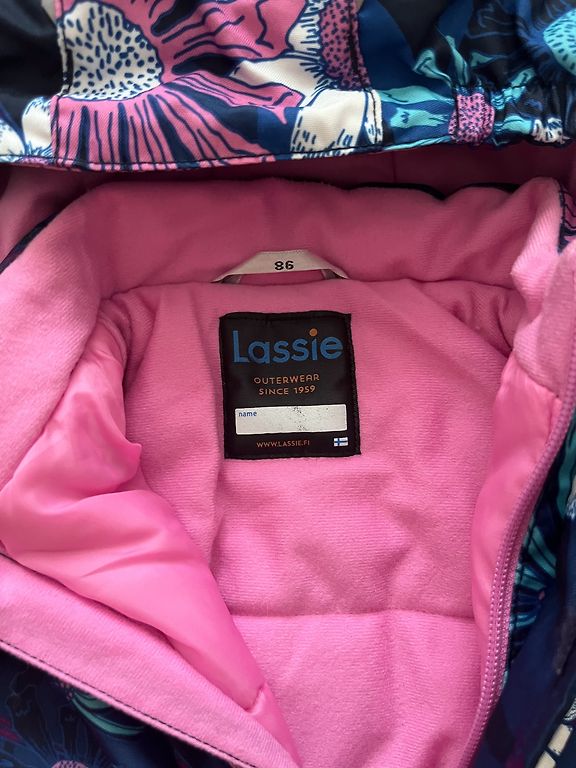 86
Lassie
OUTERWEAR
SINCE 1959
name
WWW.LASSIE.FI